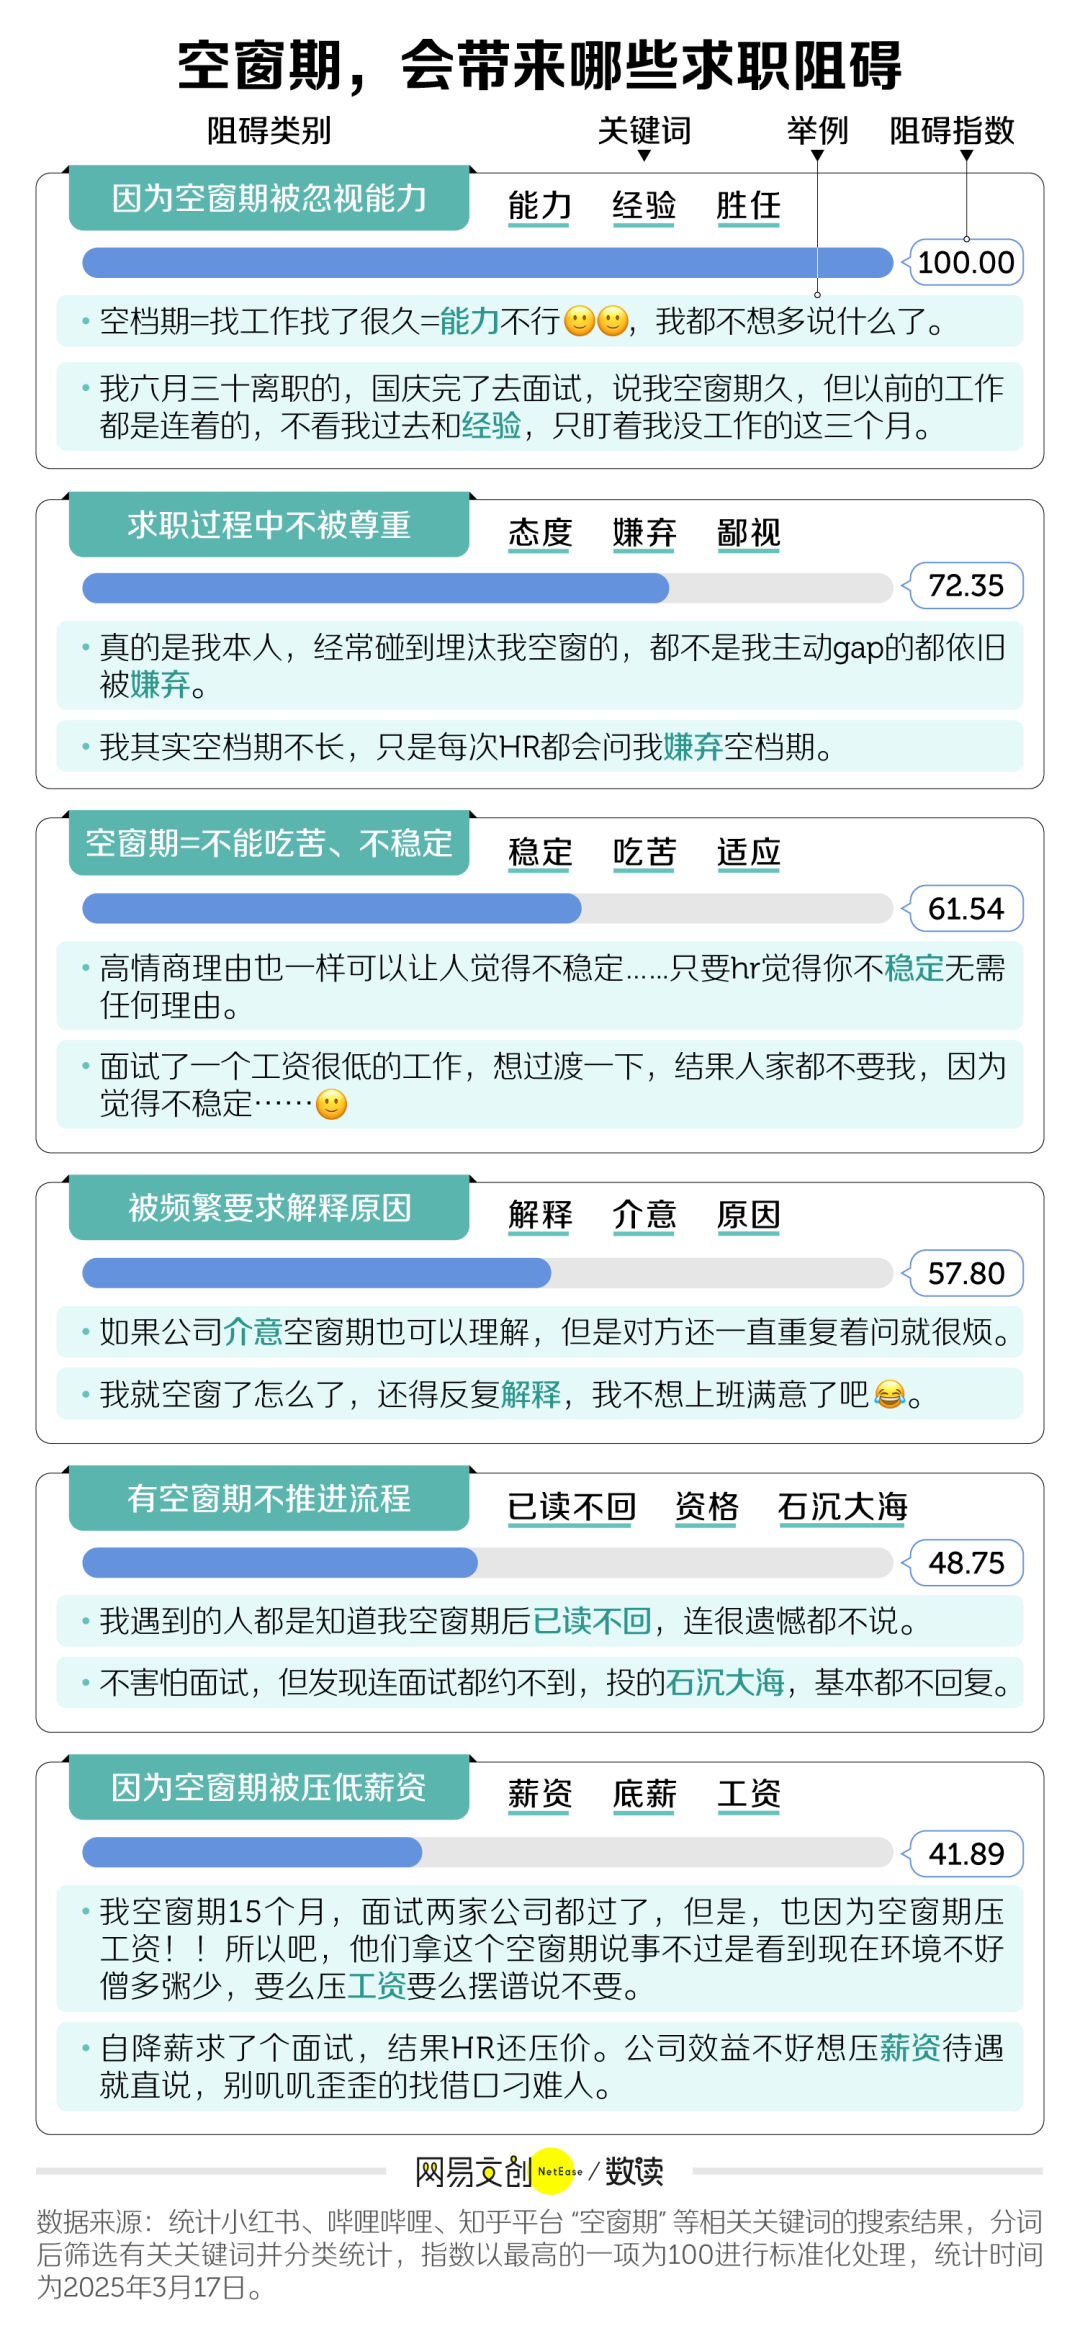 空窗期，会带来哪些求职阻碍
阻碍类别 关键词 举例 阻碍指数
因为空窗期被忽视能力 能力 经验 胜任
100.00
• 空档期=找工作找了很久=能力不行🙂🙂，我都不想多说什么了。
• 我六月三十离职的，国庆完了去面试，说我空窗期久，但以前的工作
都是连着的，不看我过去和经验，只盯着我没工作的这三个月。
求职过程中不被尊重 态度 嫌弃 鄙视
72.35
• 真的是我本人，经常碰到埋汰我空窗的，都不是我主动gap的都依旧
被嫌弃。
• 我其实空档期不长，只是每次HR都会问我嫌弃空档期。
空窗期=不能吃苦、不稳定 稳定 吃苦 适应
61.54
• 高情商理由也一样可以让人觉得不稳定……只要hr觉得你不稳定无需
任何理由。
• 面试了一个工资很低的工作，想过渡一下，结果人家都不要我，因为
觉得不稳定……🙂
被频繁要求解释原因 解释 介意 原因
57.80
• 如果公司介意空窗期也可以理解，但是对方还一直重复着问就很烦。
• 我就空窗了怎么了，还得反复解释，我不想上班满意了吧😂。
有空窗期不推进流程 已读不回 资格 石沉大海
48.75
• 我遇到的人都是知道我空窗期后已读不回，连很遗憾都不说。
• 不害怕面试，但发现连面试都约不到，投的石沉大海，基本都不回复。
因为空窗期被压低薪资 薪资 底薪 工资
41.89
• 我空窗期15个月，面试两家公司都过了，但是，也因为空窗期压
工资！！所以吧，他们拿这个空窗期说事不过是看到现在环境不好
僧多粥少，要么压工资要么摆谱说不要。
• 自降薪求了个面试，结果HR还压价。公司效益不好想压薪资待遇
就直说，别叽叽歪歪的找借口刁难人。
网易文创 NetEase / 数读
数据来源：统计小红书、哔哩哔哩、知乎平台“空窗期”等相关关键词的搜索结果，分词
后筛选有关关键词并分类统计，指数以最高的一项为100进行标准化处理，统计时间
为2025年3月17日。